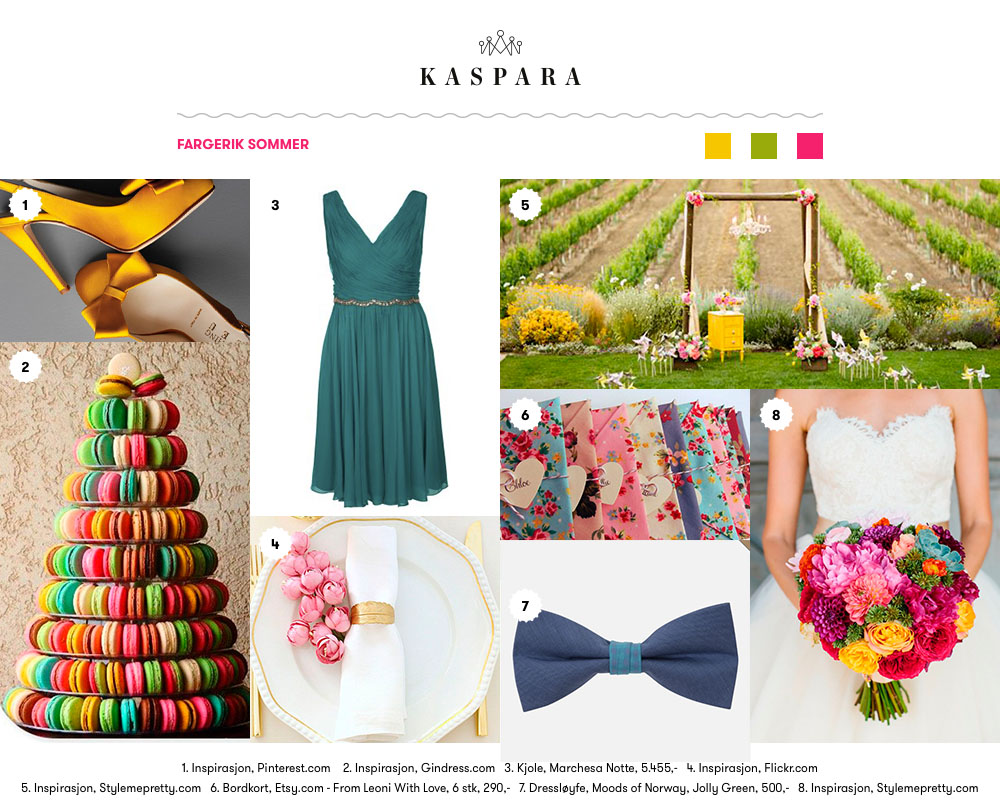 KASPARA
FARGERIK SOMMER
1
3
5
2
6
8
Chloe
4
7
1. Inspirasjon, Pinterest.com 2. Inspirasjon, Gindress.com 3. Kjole, Marchesa Notte, 5.455,- 4. Inspirasjon, Flickr.com
5. Inspirasjon, Stylemepretty.com 6. Bordkort, Etsy.com - From Leoni With Love, 6 stk, 290,- 7. Dressløyfe, Moods of Norway, Jolly Green, 500,- 8. Inspirasjon, Stylemepretty.com